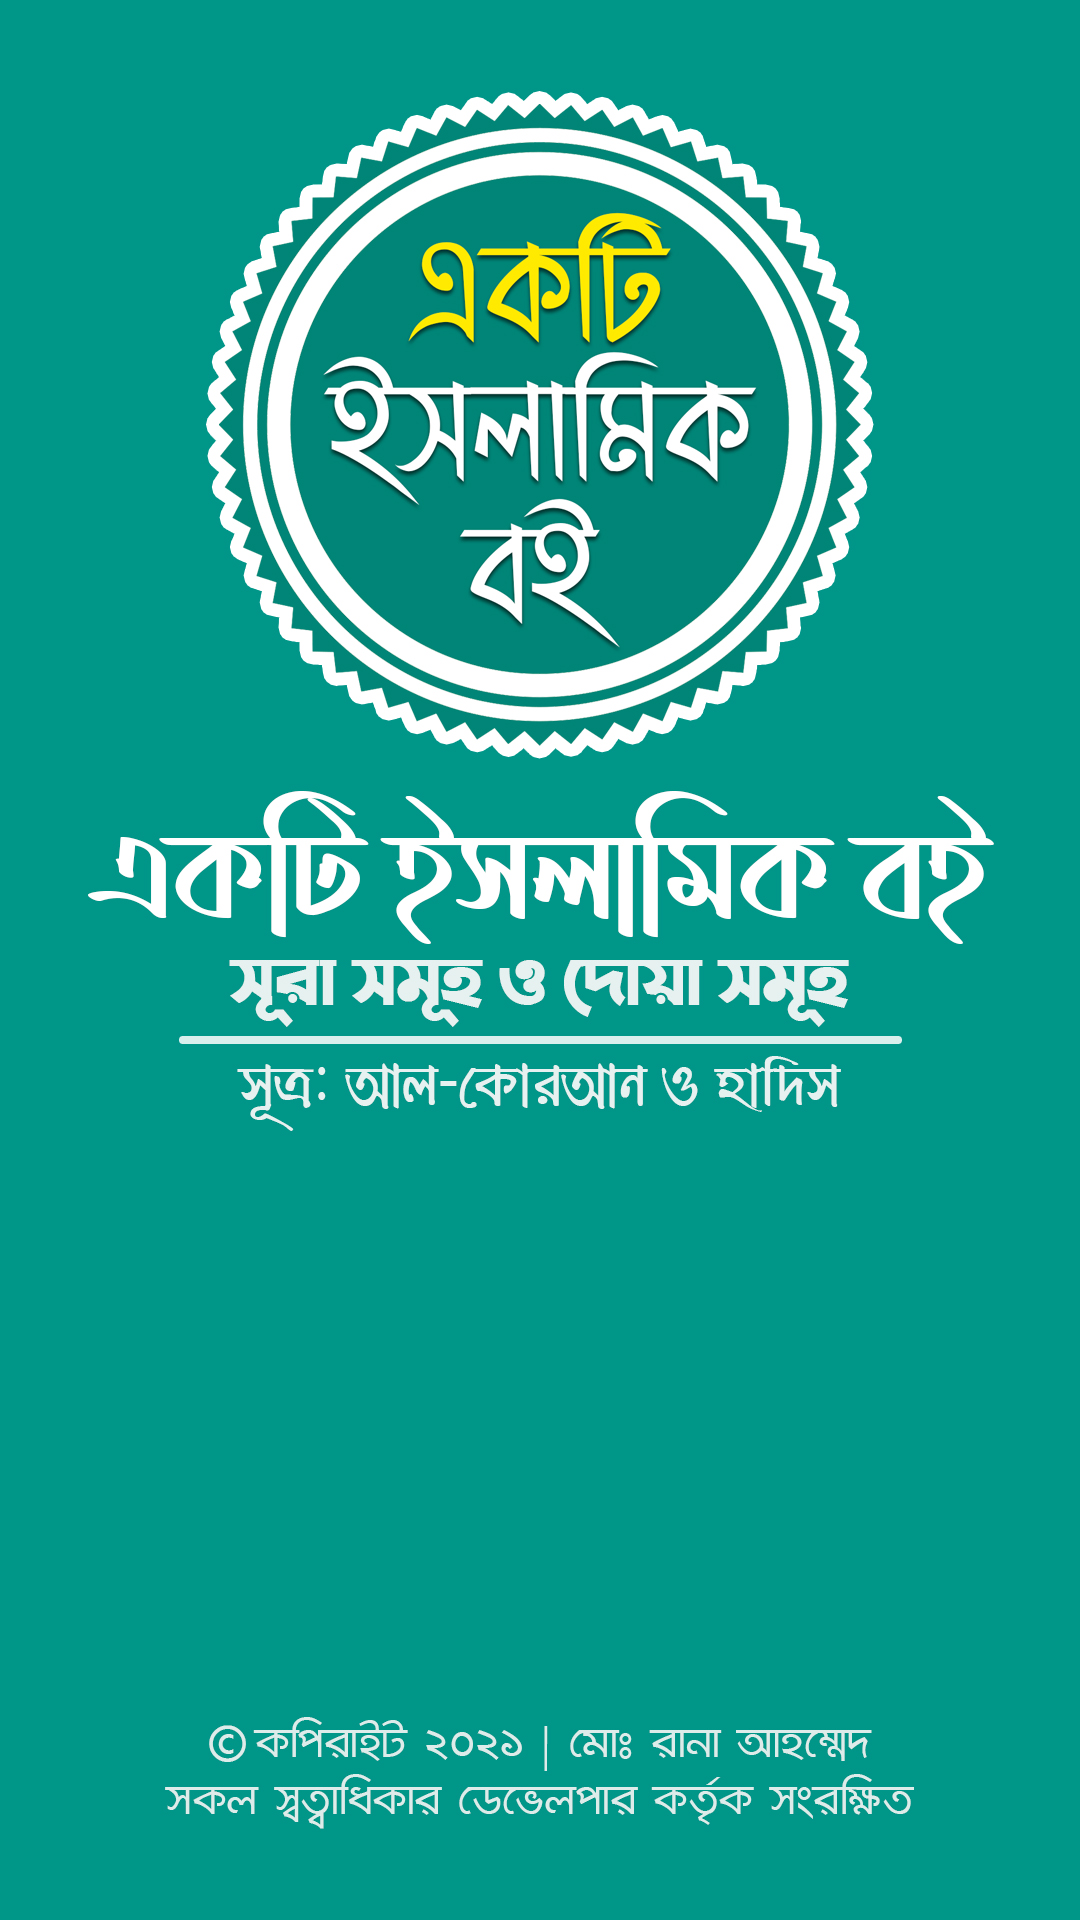 একটি
ইসলামিক
বই
একটি ইসলামিক বই
সূরা সমূহ ও দোয়া সমূহ
সূত্র: আল-কোরআন ও হাদিস
© কপিরাইট ২০২১ | মোঃ রানা আহম্মেদ
সকল স্বত্বাধিকার ডেভেলপার কর্তৃক সংরক্ষিত